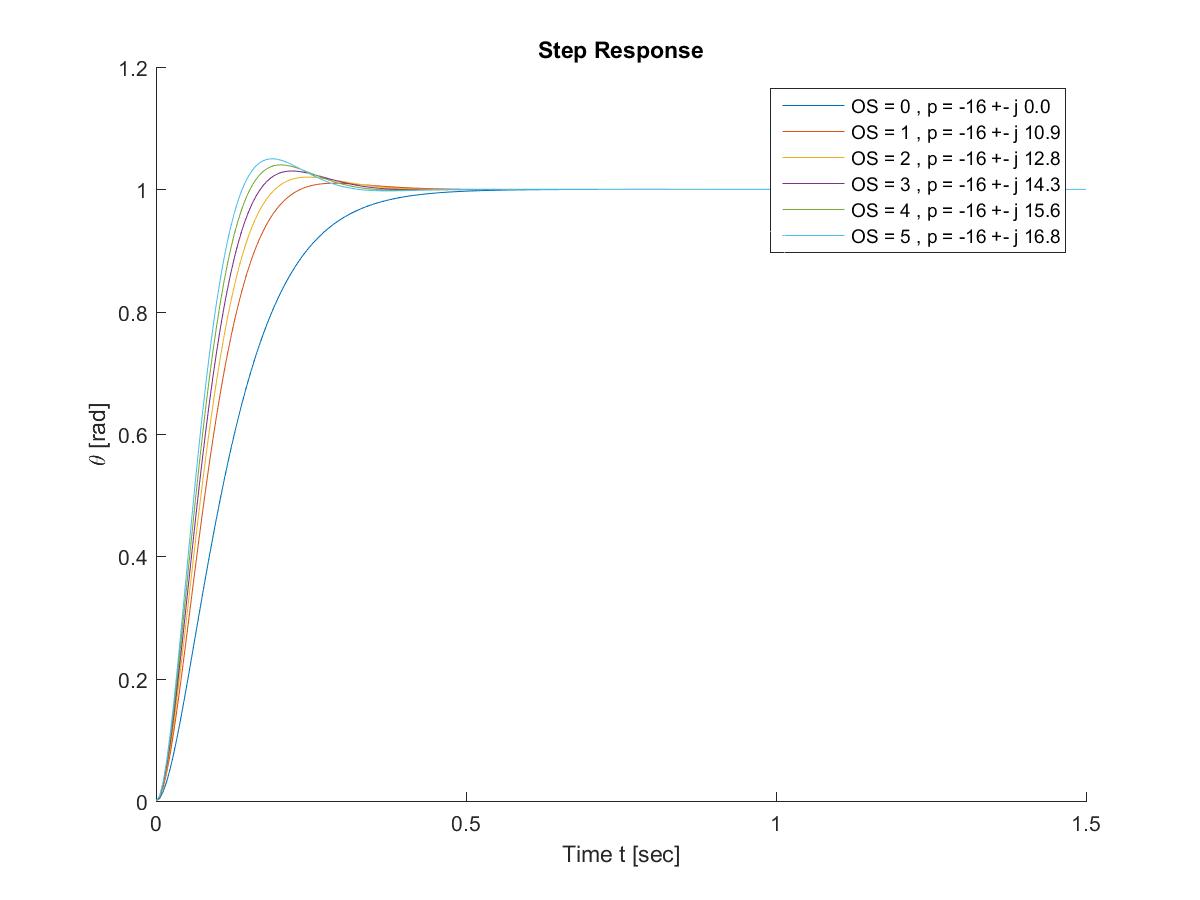 Step Response
1.2
1
0.8
0.6
0.4
0.2
0
θ [rad]
OS = 0 , p = -16 +- j 0.0
OS = 1 , p = -16 +- j 10.9
OS = 2 , p = -16 +- j 12.8
OS = 3 , p = -16 +- j 14.3
OS = 4 , p = -16 +- j 15.6
OS = 5 , p = -16 +- j 16.8
0 0.5 1 1.5
Time t [sec]